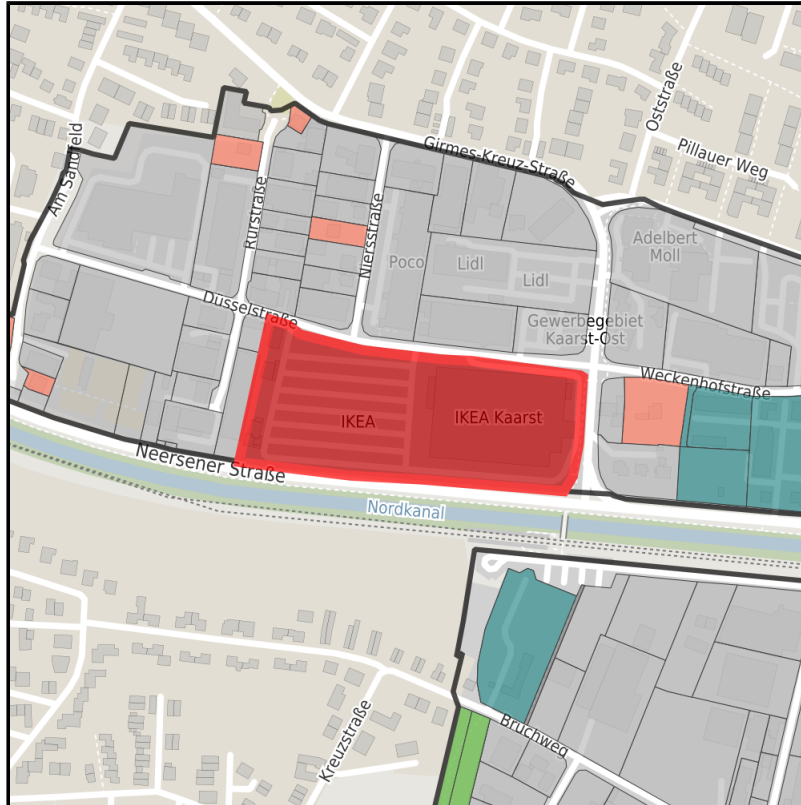 Oststraße
Pillauer Weg
Girmes-Kreuz-Straße
Am Sandfeld
Rurstraße
Niersstraße
Adelbert
Moll
Poco
Lidl
Lidl
Düsselstraße
Gewerbegebiet
Kaarst-Ost
Weckenhofstraße
IKEA
IKEA Kaarst
Neersener Straße
Nordkanal
Kreuzstraße
Bruchweg